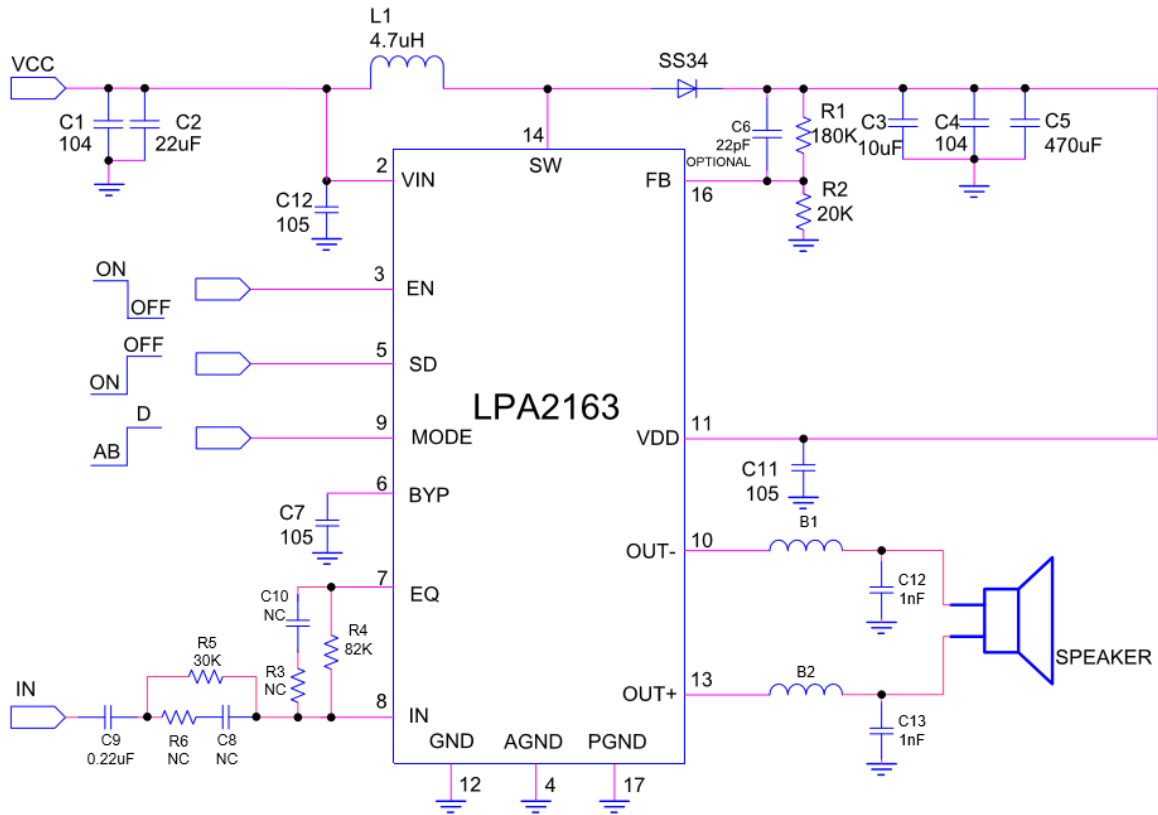 L1
4.7uH
VCC
SS34
C1
104
C2
22uF
14
SW
C6
22pF
OPTIONAL
R1
180K
C3
10uF
C4
104
C5
470uF
2
VIN
FB
16
R2
20K
C12
105
ON
OFF
3
EN
OFF
ON
5
SD
LPA2163
D
AB
9
MODE
VDD
11
C11
105
6
BYP
C7
105
B1
OUT-
10
C12
1nF
7
EQ
C10
NC
R4
82K
R5
30K
R3
NC
SPEAKER
IN
C9
0.22uF
R6
NC
C8
NC
8
IN
OUT+
13
B2
C13
1nF
GND
AGND
PGND
12
4
17